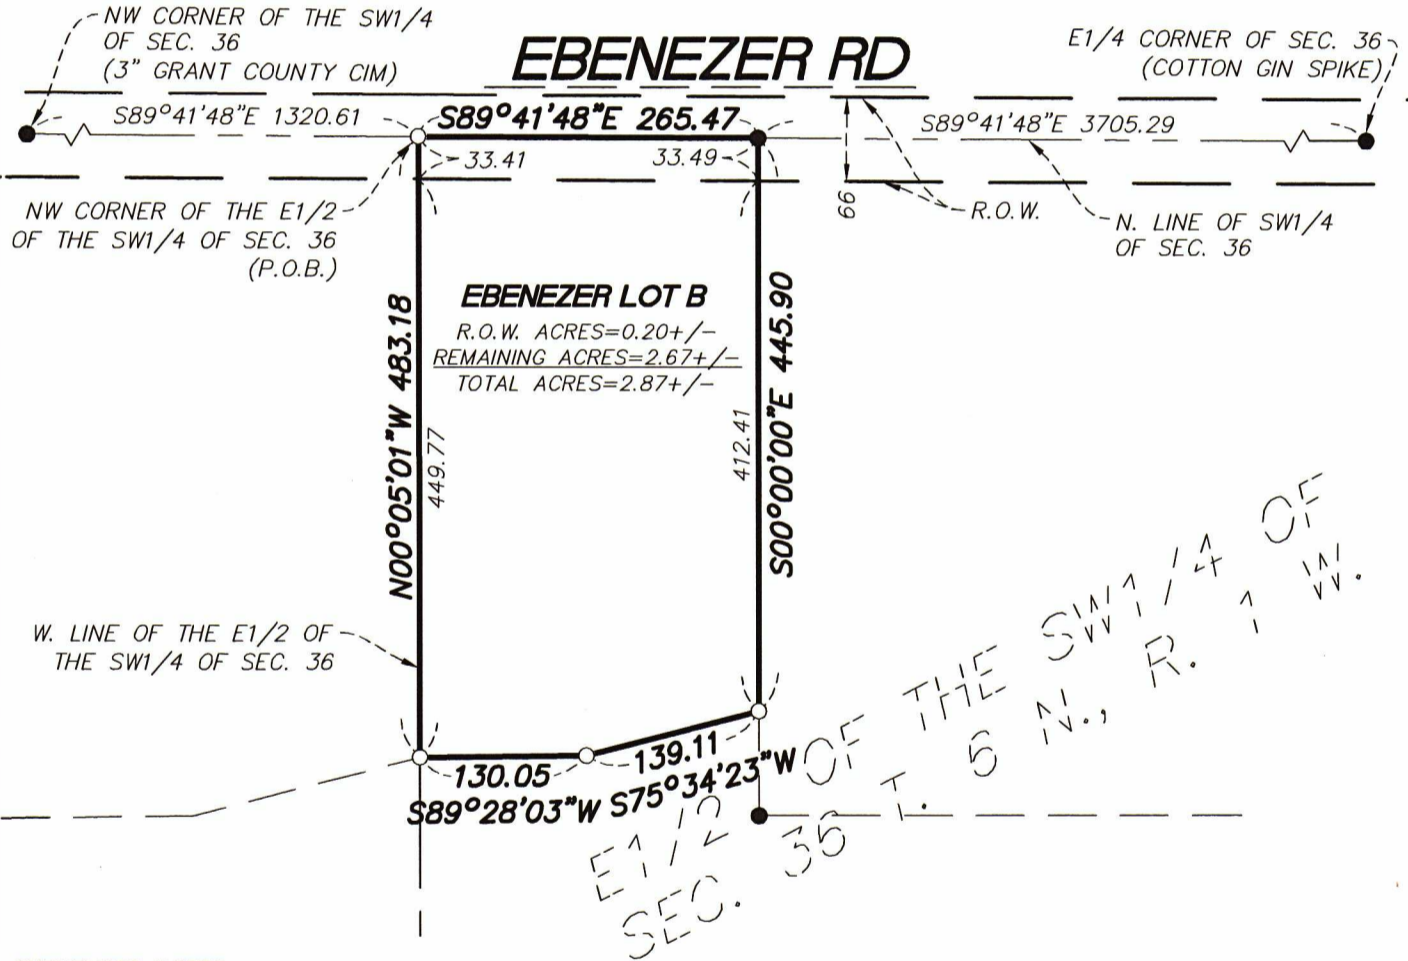 NW CORNER OF THE SW1/4
OF SEC. 36
(3" GRANT COUNTY CIM)
EBENEZER RD
E1/4 CORNER OF SEC. 36
(COTTON GIN SPIKE)
S89°41'48"E 1320.61
S89°41'48"E 265.47
S89°41'48"E 3705.29
33.41
33.49
66
R.O.W.
NW CORNER OF THE E1/2
OF THE SW1/4 OF SEC. 36
(P.O.B.)
N. LINE OF SW1/4
OF SEC. 36
EBENEZER LOT B
R.O.W. ACRES=0.20+/-
REMAINING ACRES=2.67+/-
TOTAL ACRES=2.87+/-
N00°05'01"W 483.18
449.77
412.41
S00°00'00"E 445.90
W. LINE OF THE E1/2 OF
THE SW1/4 OF SEC. 36
130.05
S89°28'03"W
139.11
S75°34'23"W
E1/2 OF THE SW1/4 OF
SEC. 36 T. 6 N., R. 1 W.